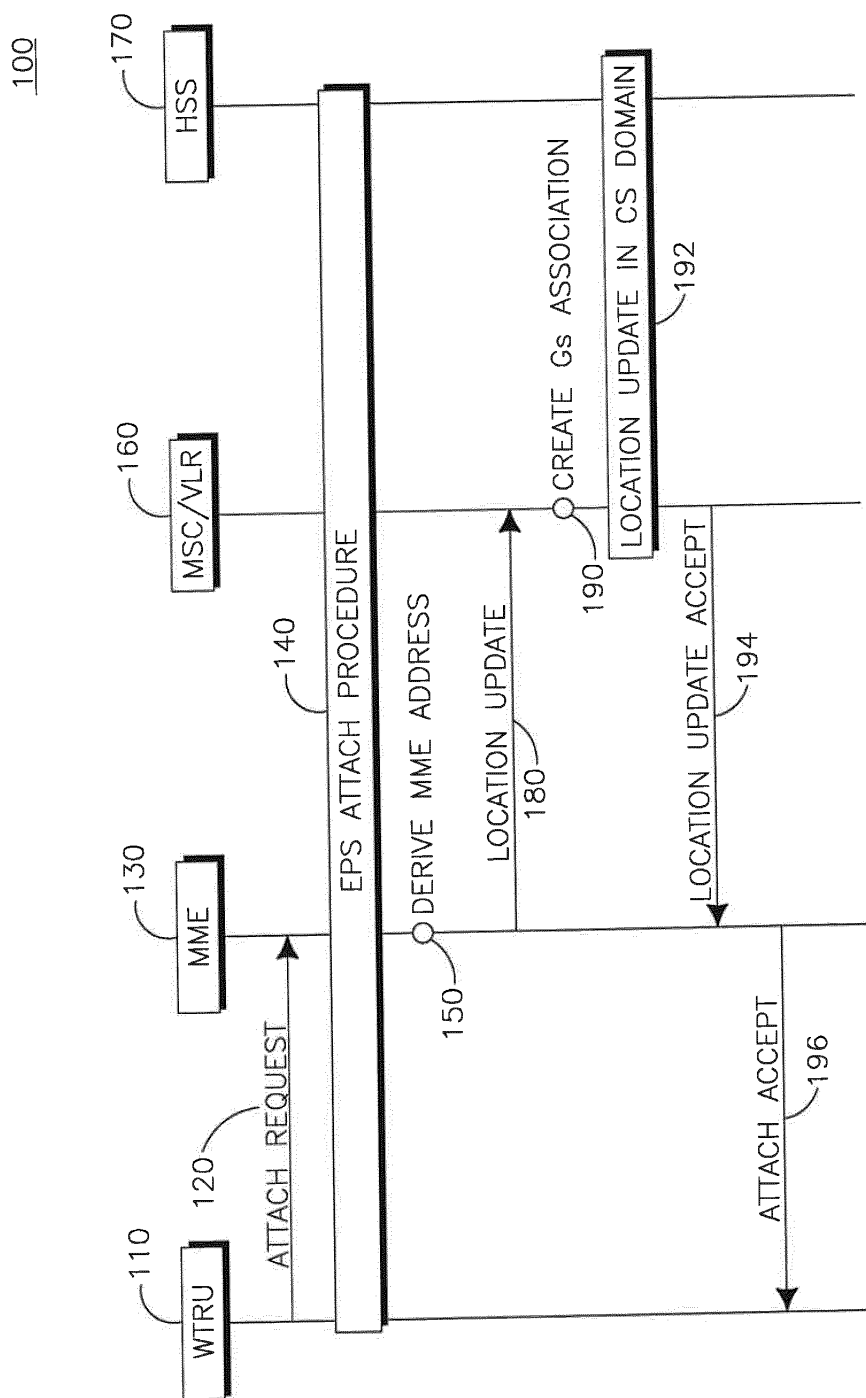 100
110
WTRU
130
MME
160
MSC/VLR
170
HSS
120
ATTACH REQUEST
140
EPS ATTACH PROCEDURE
150
DERIVE MME ADDRESS
LOCATION UPDATE
180
190
CREATE Gs ASSOCIATION
LOCATION UPDATE IN CS DOMAIN
192
LOCATION UPDATE ACCEPT
194
ATTACH ACCEPT
196